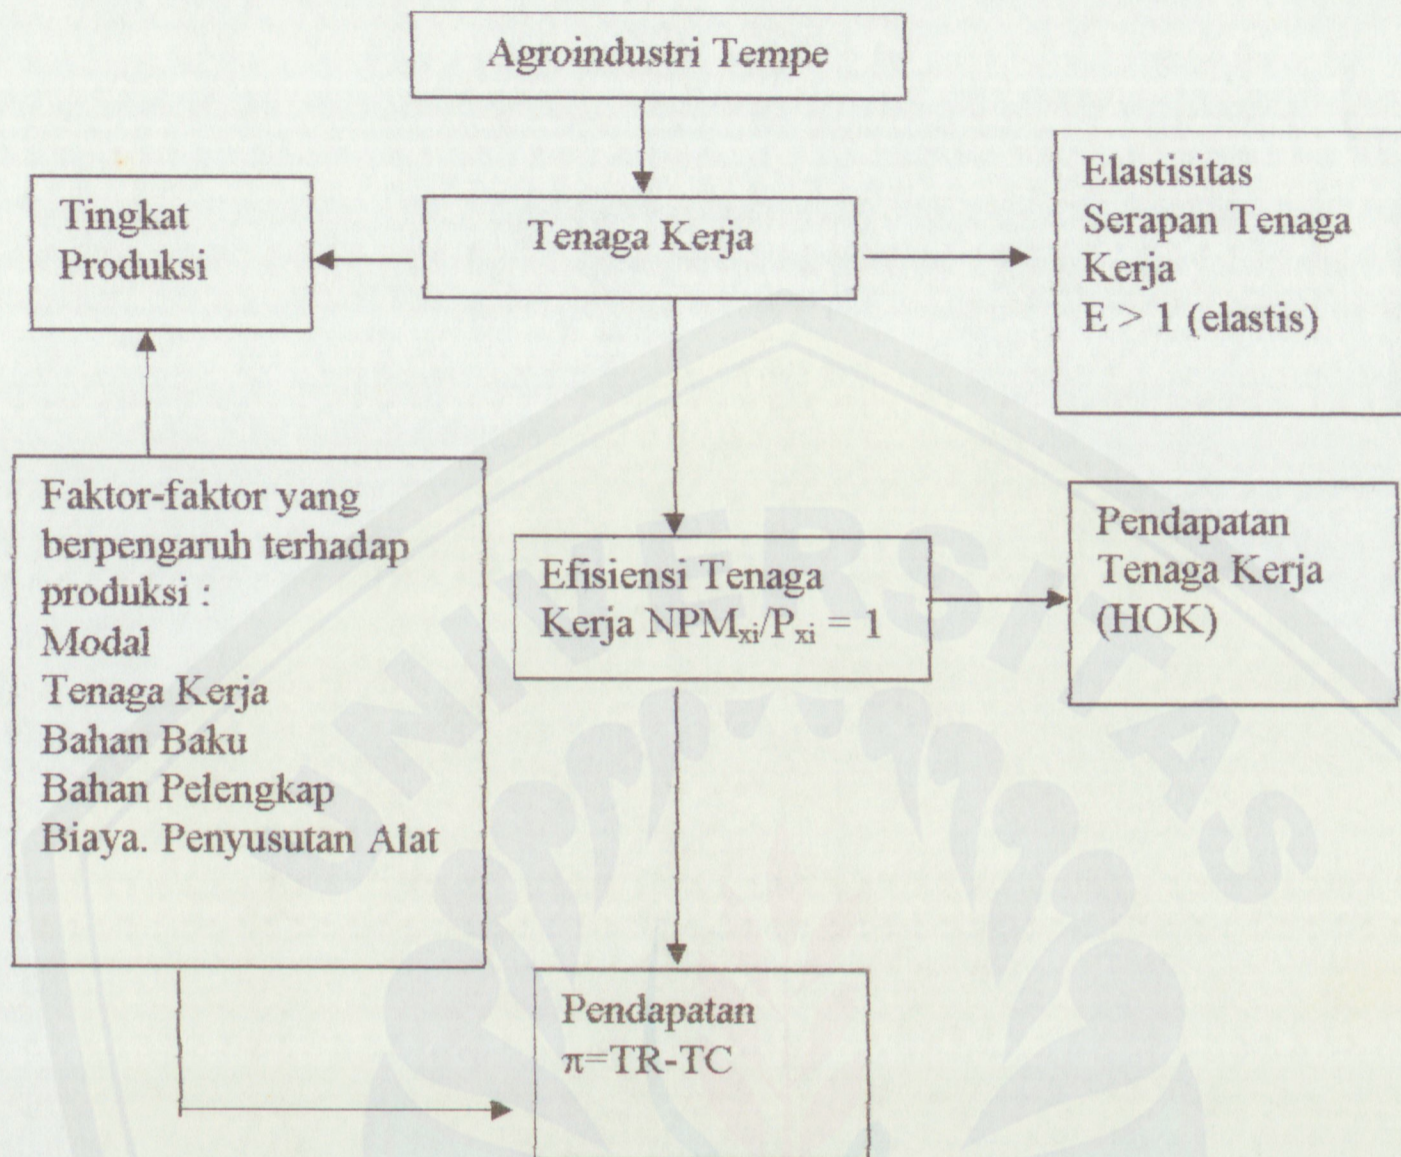 Agroindustri Tempe
Tingkat
Produksi
Tenaga Kerja
Elastisitas
Serapan Tenaga
Kerja
E > 1 (elastis)
Faktor-faktor yang
berpengaruh terhadap
produksi :
Modal
Tenaga Kerja
Bahan Baku
Bahan Pelengkap
Biaya. Penyusutan Alat
Efisiensi Tenaga
Kerja NPMxi/Pxi = 1
Pendapatan
Tenaga Kerja
(HOK)
Pendapatan
π=TR-TC
UNIVERSITAS